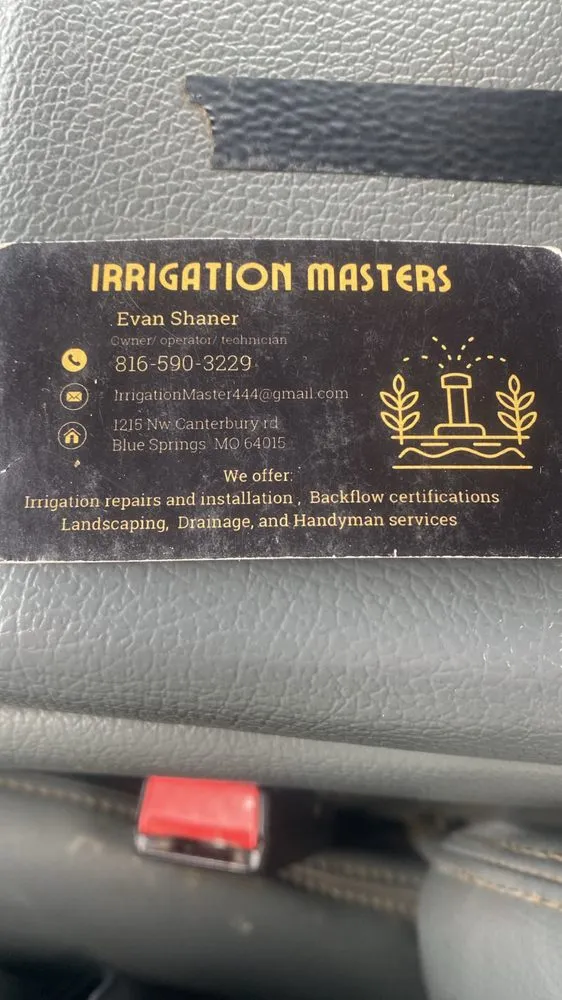 IRRIGATION MASTERS
Evan Shaner
Owner/ operator/ technician
816-590-3229
IrrigationMaster444@gmail.com
1215 Nw Canterbury rd
Blue Springs MO 64015
We offer:
Irrigation repairs and installation , Backflow certifications
Landscaping, Drainage, and Handyman services